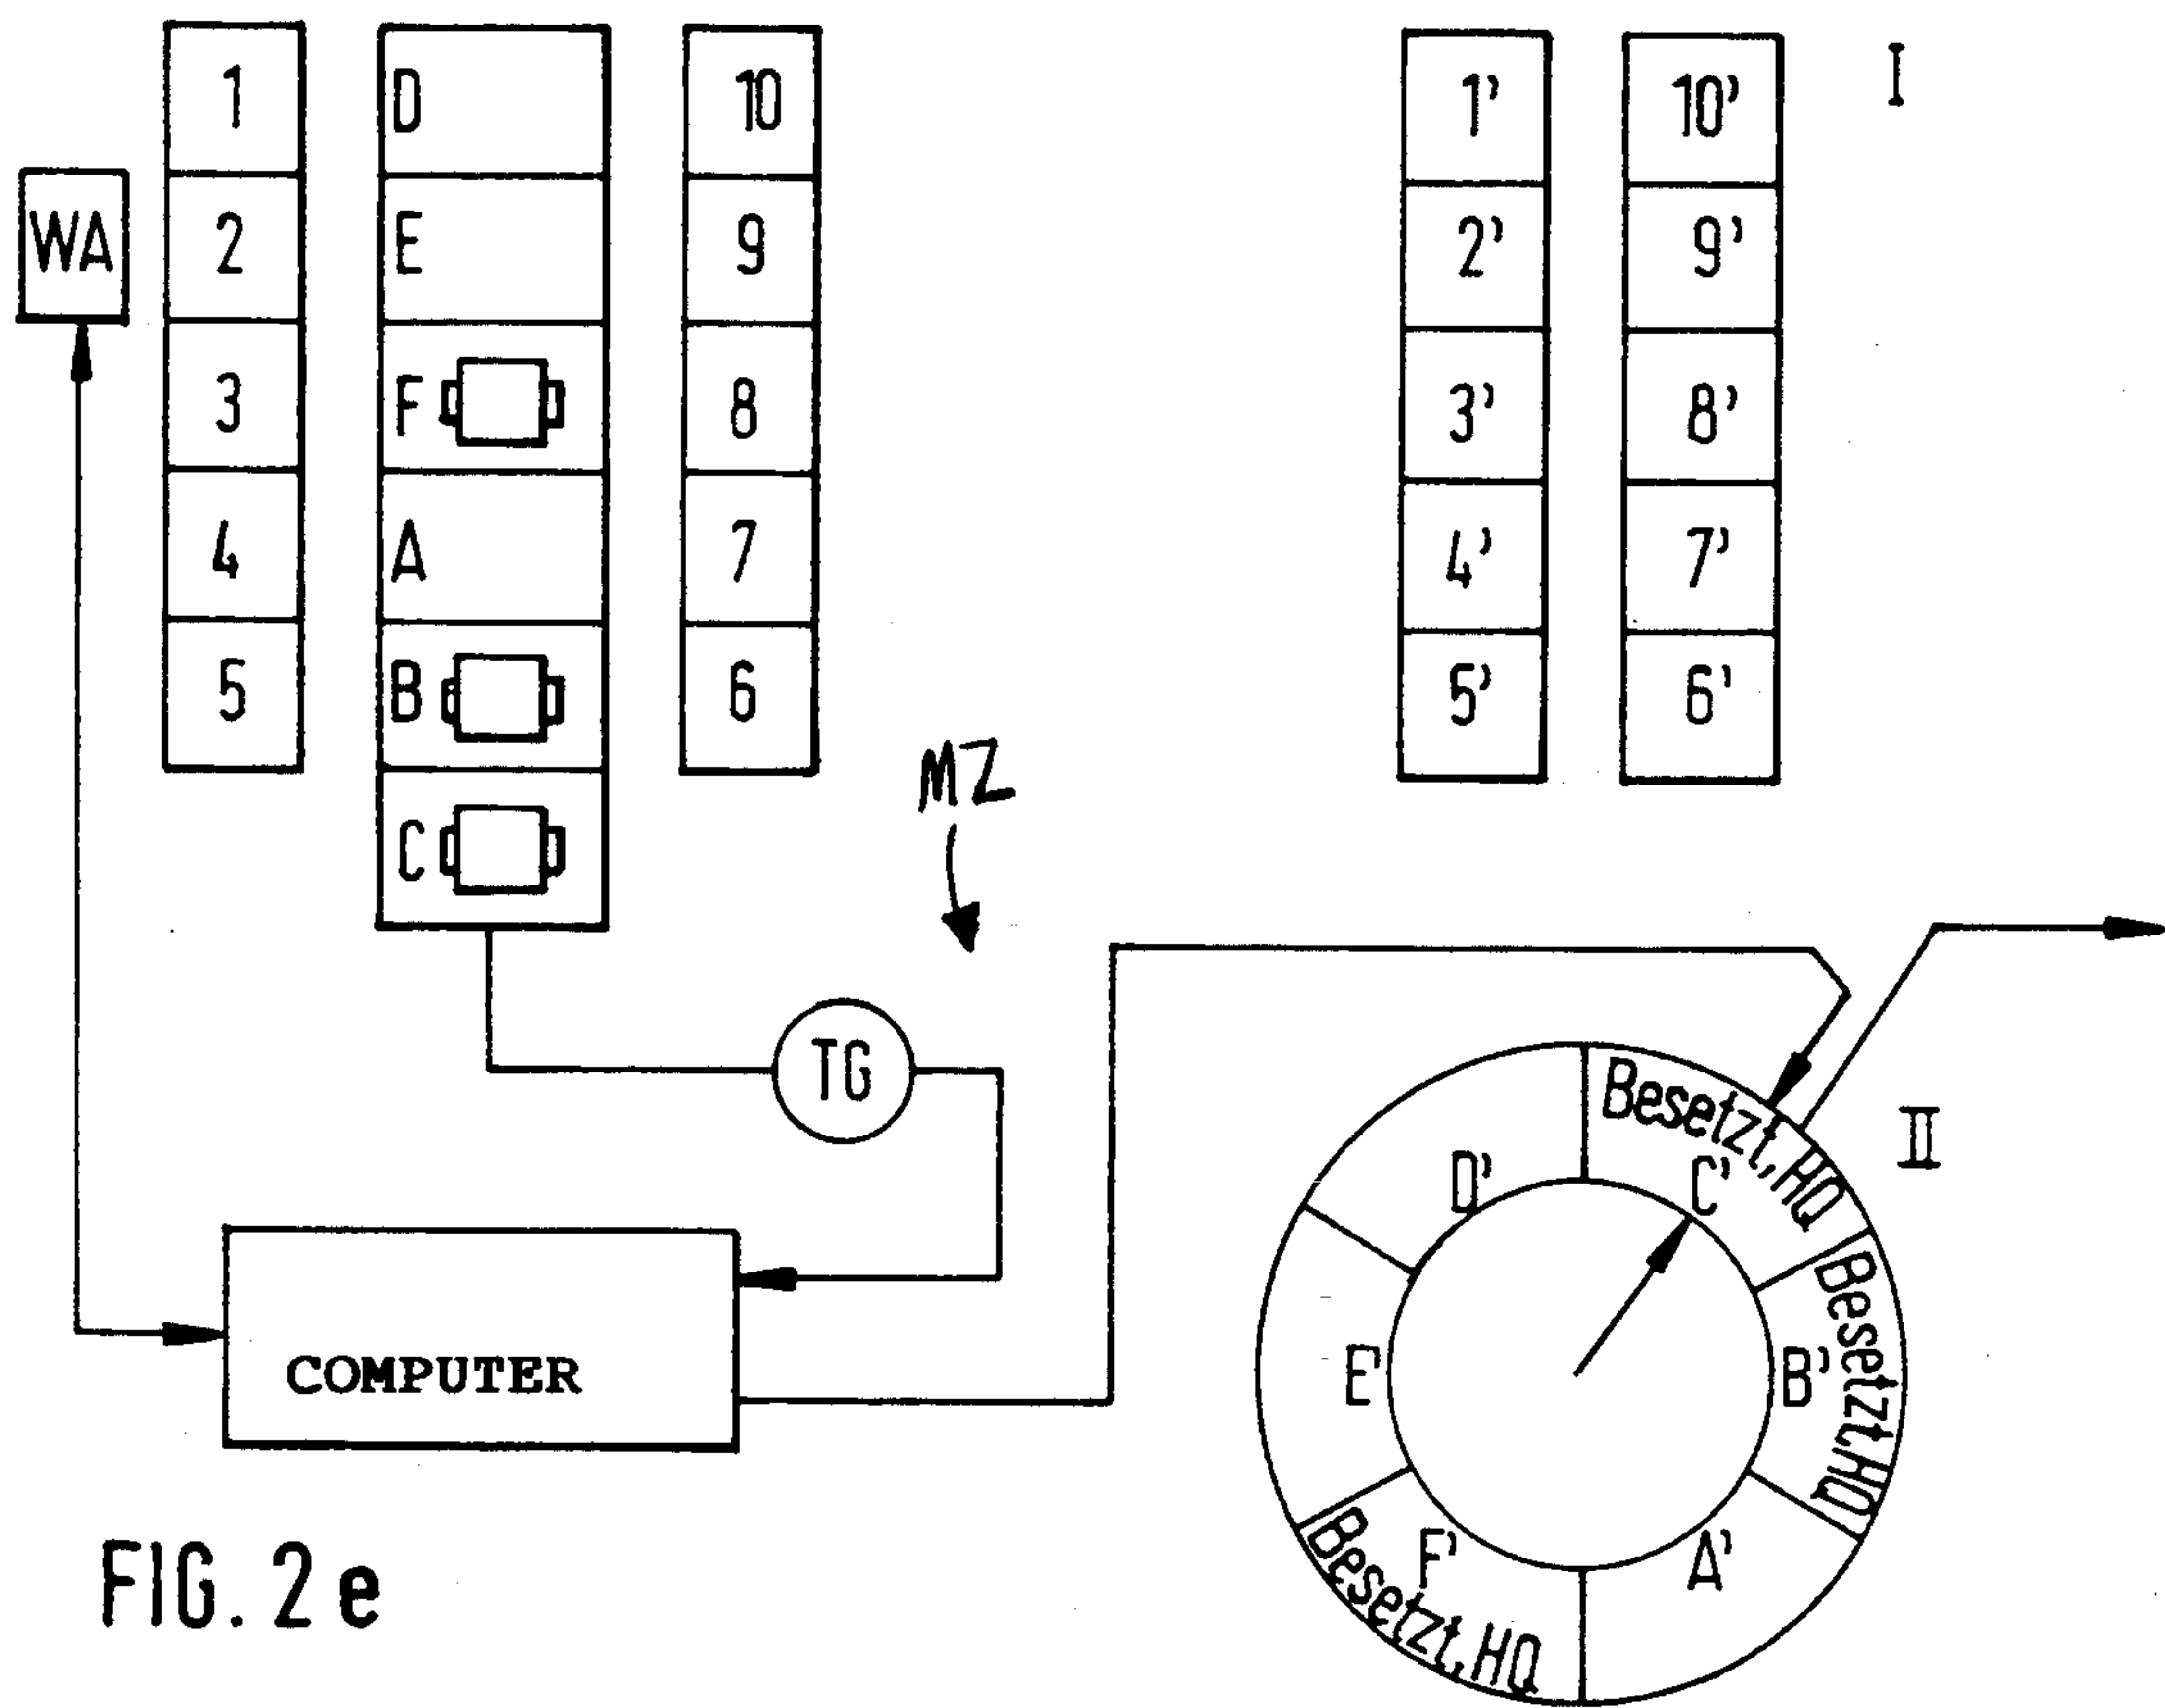 1 D 10 1' 10' I
WA 2 E 9 2' 9'
3 F 8 3' 8'
4 A 7 4' 7'
5 B 6 5' 6'
MZ
C
TG
Besetzt, HQ
II
D' C'
Besetzt.HQ
E' B'
COMPUTER
F' A'
Besetzt.HQ
FIG. 2e